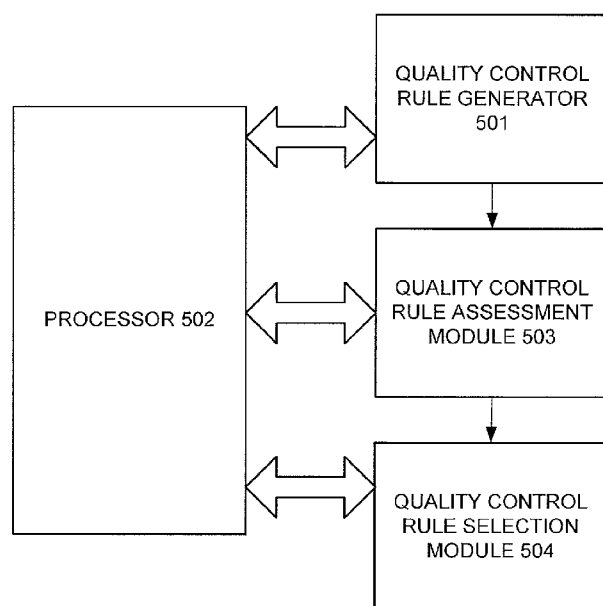 QUALITY CONTROL
RULE GENERATOR
501
PROCESSOR 502
QUALITY CONTROL
RULE ASSESSMENT
MODULE 503
QUALITY CONTROL
RULE SELECTION
MODULE 504